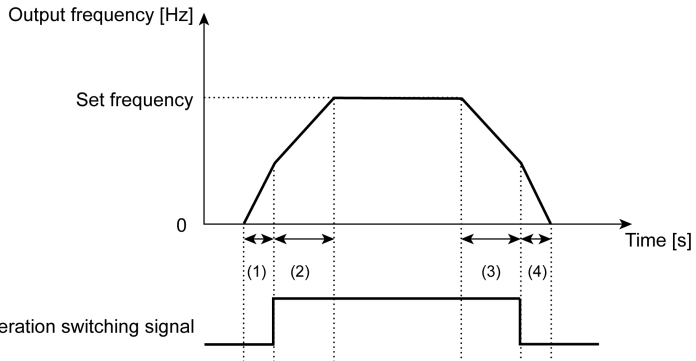 Output frequency [Hz]
Set frequency
0
Time [s]
(1) (2) (3) (4)
eration switching signal